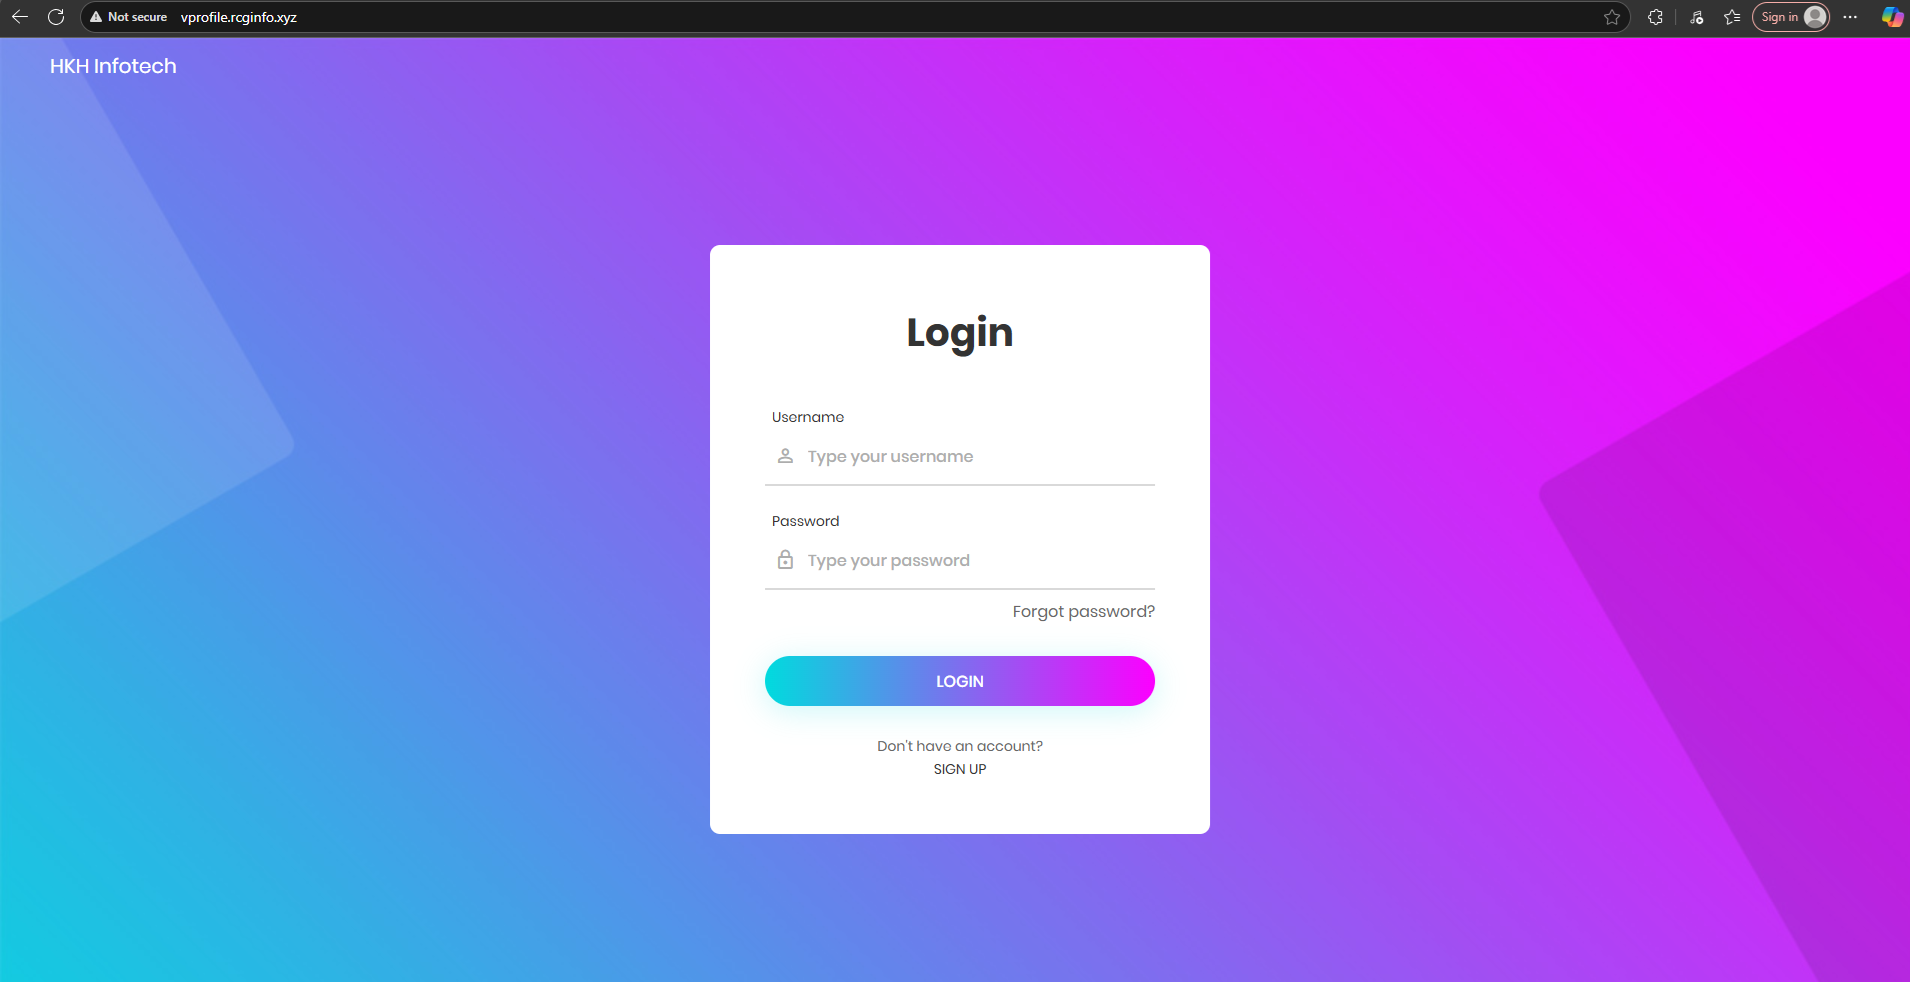 Not secure vprofile.rcginfo.xyz Sign in
HKH Infotech
Login
Username
Type your username
Password
Type your password
Forgot password?
LOGIN
Don't have an account?
SIGN UP